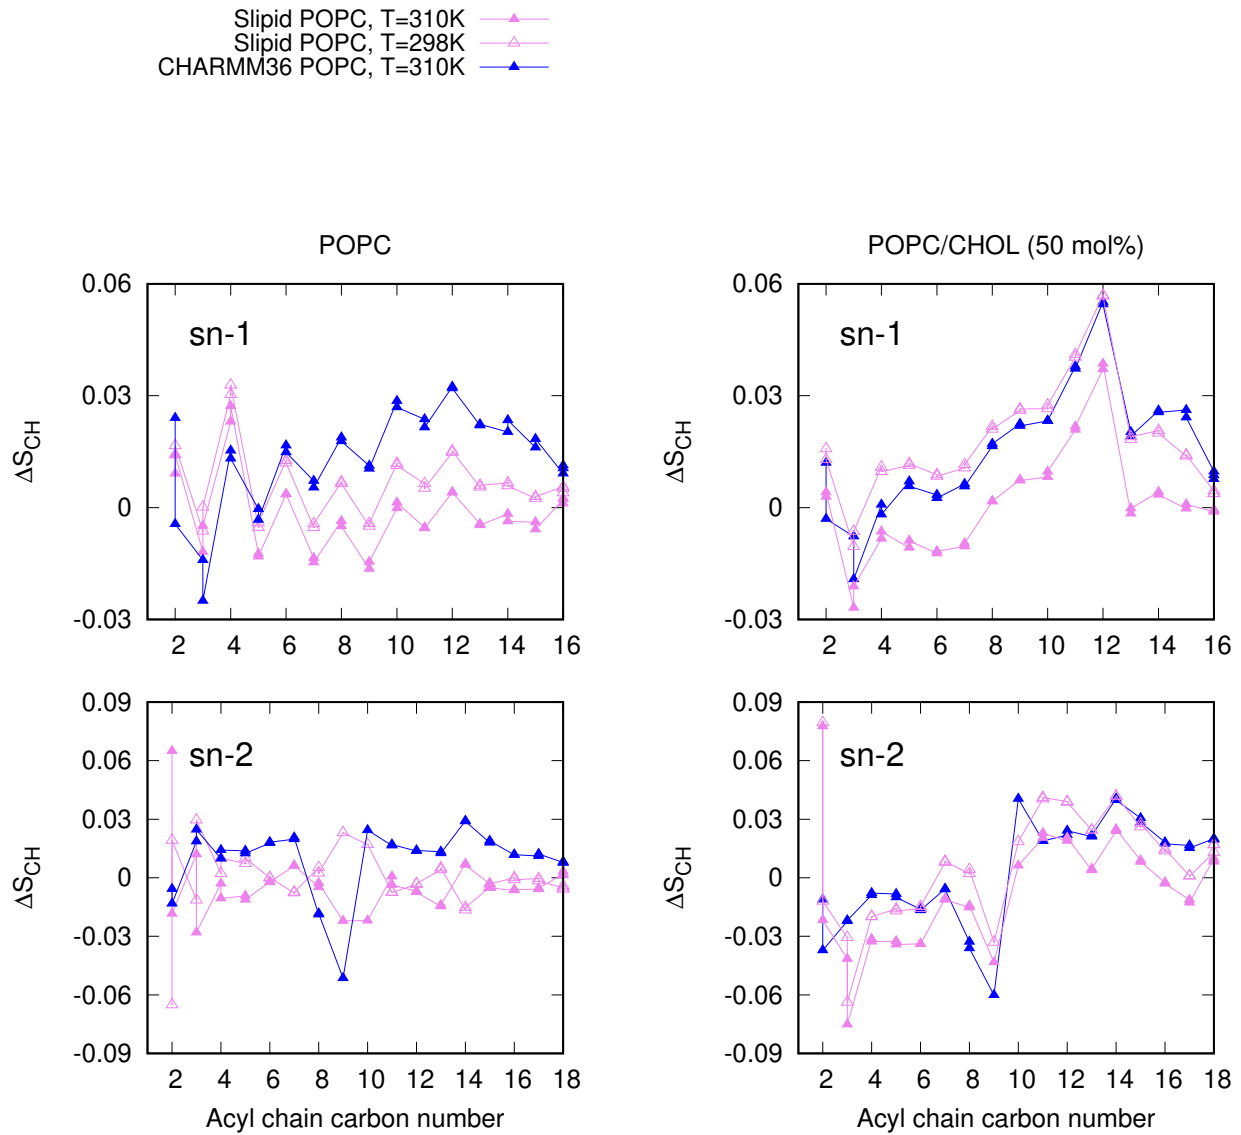 Slipid POPC, T=310K
Slipid POPC, T=298K
CHARMM36 POPC, T=310K
POPC
POPC/CHOL (50 mol%)
0.06
0.03
0
-0.03
ΔS_CH
sn-1
2 4 6 8 10 12 14 16
0.06
0.03
0
-0.03
ΔS_CH
sn-1
2 4 6 8 10 12 14 16
0.09
0.06
0.03
0
-0.03
-0.06
-0.09
ΔS_CH
sn-2
2 4 6 8 10 12 14 16 18
Acyl chain carbon number
0.09
0.06
0.03
0
-0.03
-0.06
-0.09
ΔS_CH
sn-2
2 4 6 8 10 12 14 16 18
Acyl chain carbon number